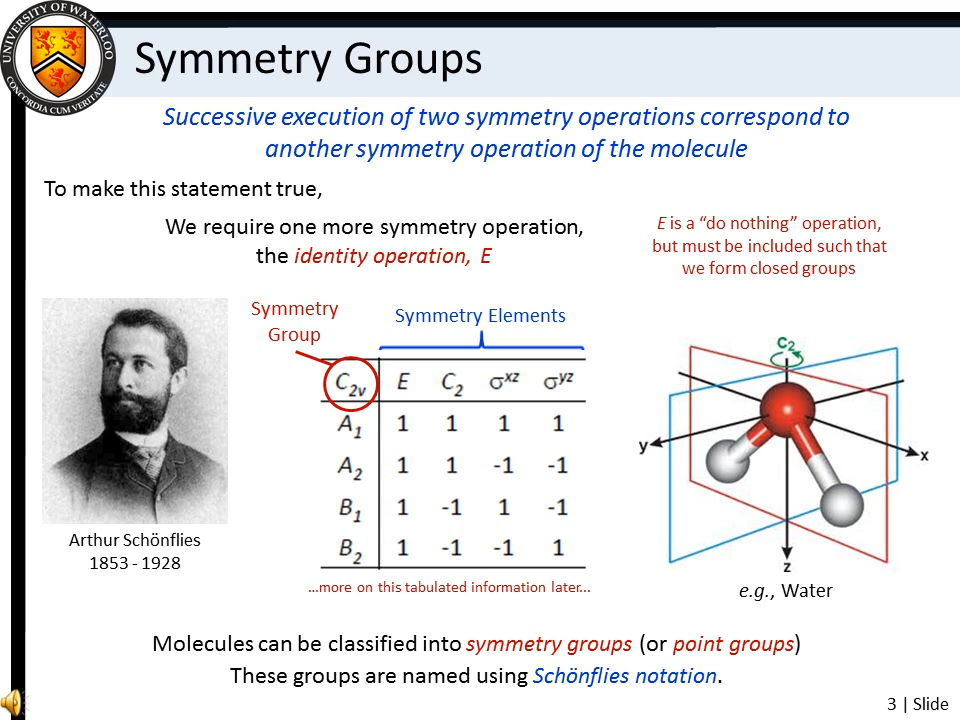 UNIVERSITY OF WATERLOO
CONCORDIA CUM VERITATE
Symmetry Groups
Successive execution of two symmetry operations correspond to
another symmetry operation of the molecule
To make this statement true,
We require one more symmetry operation,
the identity operation, E
E is a “do nothing” operation,
but must be included such that
we form closed groups
Symmetry
Group
Symmetry Elements
C2v E C2 σxz σyz
A1 1 1 1 1
A2 1 1 -1 -1
B1 1 -1 1 -1
B2 1 -1 -1 1
...more on this tabulated information later...
Arthur Schönflies
1853 - 1928
C2
y
x
z
e.g., Water
Molecules can be classified into symmetry groups (or point groups)
These groups are named using Schönflies notation.
3 | Slide